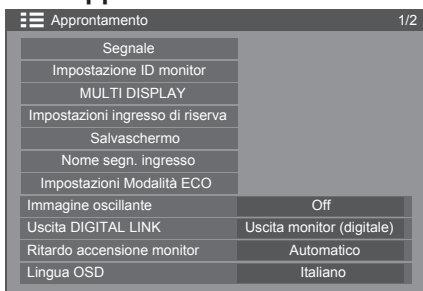 Approntamento 1/2
Segnale
Impostazione ID monitor
MULTI DISPLAY
Impostazioni ingresso di riserva
Salvaschermo
Nome segn. ingresso
Impostazioni Modalità ECO
Immagine oscillante Off
Uscita DIGITAL LINK Uscita monitor (digitale)
Ritardo accensione monitor Automatico
Lingua OSD Italiano